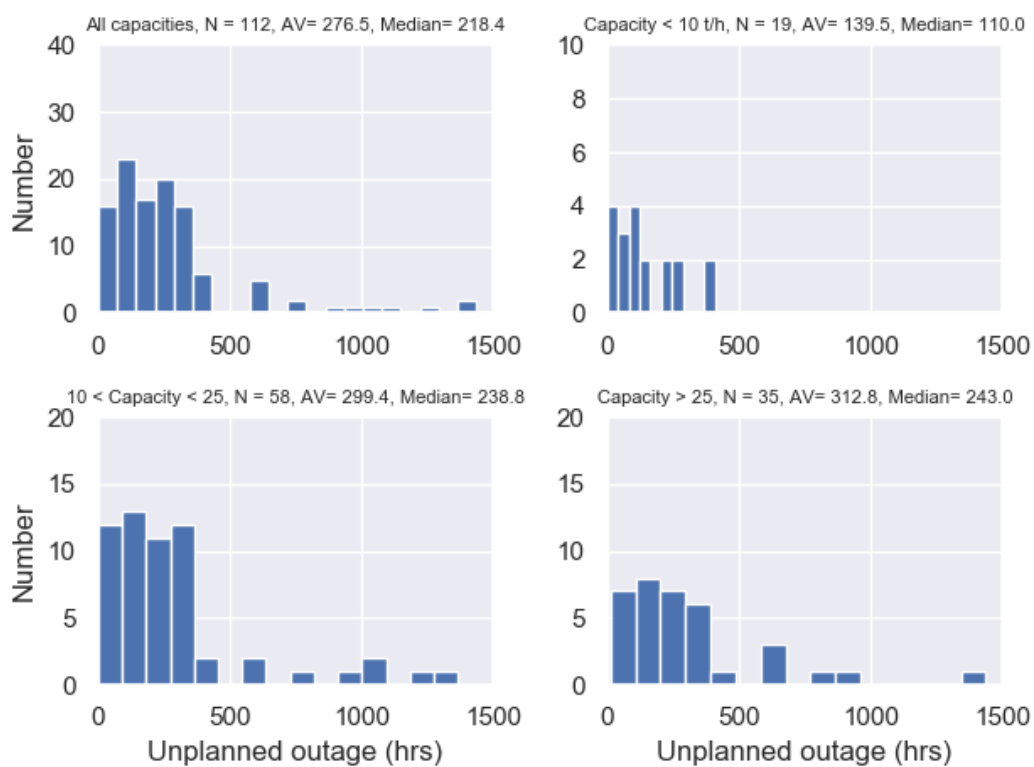 All capacities, N = 112, AV= 276.5, Median= 218.4
40
30
20
10
0
Number
0 500 1000 1500
Capacity < 10 t/h, N = 19, AV= 139.5, Median= 110.0
10
8
6
4
2
0
0 500 1000 1500
10 < Capacity < 25, N = 58, AV= 299.4, Median= 238.8
20
15
10
5
0
Number
0 500 1000 1500
Unplanned outage (hrs)
Capacity > 25, N = 35, AV= 312.8, Median= 243.0
20
15
10
5
0
0 500 1000 1500
Unplanned outage (hrs)